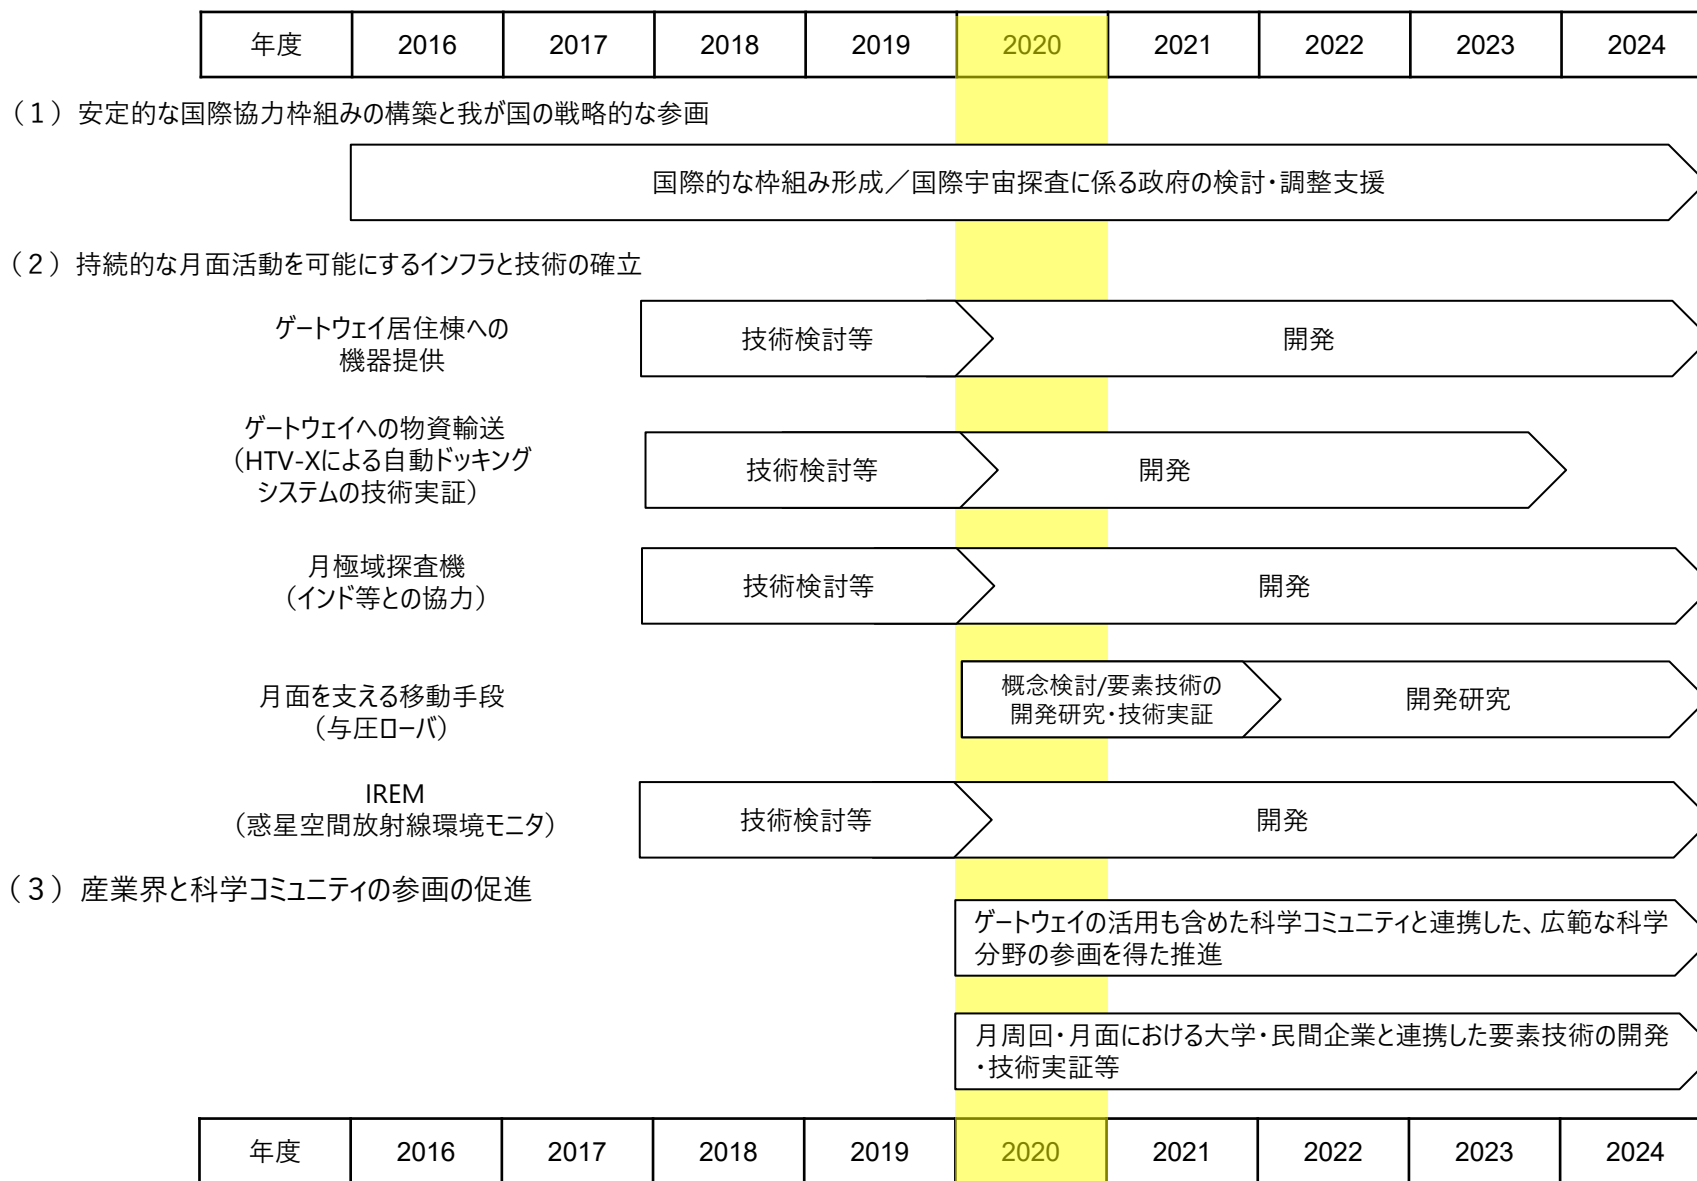 年度 2016 2017 2018 2019 2020 2021 2022 2023 2024
（1）安定的な国際協力枠組みの構築と我が国の戦略的な参画
国際的な枠組み形成／国際宇宙探査に係る政府の検討・調整支援
（2）持続的な月面活動を可能にするインフラと技術の確立
ゲートウェイ居住棟への
機器提供
技術検討等
開発
ゲートウェイへの物資輸送
（HTV-Xによる自動ドッキング
システムの技術実証）
技術検討等
開発
月極域探査機
（インド等との協力）
技術検討等
開発
月面を支える移動手段
（与圧ローバ）
概念検討/要素技術の
開発研究・技術実証
開発研究
IREM
（惑星空間放射線環境モニタ）
技術検討等
開発
（3）産業界と科学コミュニティの参画の促進
ゲートウェイの活用も含めた科学コミュニティと連携した、広範な科学
分野の参画を得た推進
月周回・月面における大学・民間企業と連携した要素技術の開発
・技術実証等
年度 2016 2017 2018 2019 2020 2021 2022 2023 2024